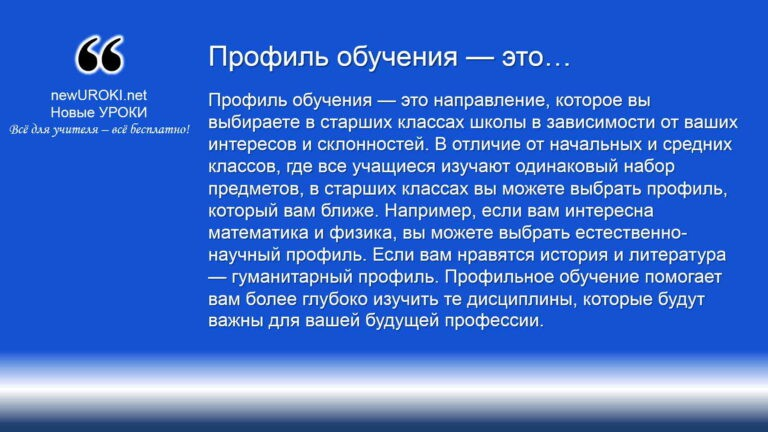 newUROKI.net
Новые УРОКИ
Всё для учителя – всё бесплатно!
Профиль обучения — это…
Профиль обучения — это направление, которое вы
выбираете в старших классах школы в зависимости от ваших
интересов и склонностей. В отличие от начальных и средних
классов, где все учащиеся изучают одинаковый набор
предметов, в старших классах вы можете выбрать профиль,
который вам ближе. Например, если вам интересна
математика и физика, вы можете выбрать естественно-
научный профиль. Если вам нравятся история и литература
— гуманитарный профиль. Профильное обучение помогает
вам более глубоко изучить те дисциплины, которые будут
важны для вашей будущей профессии.